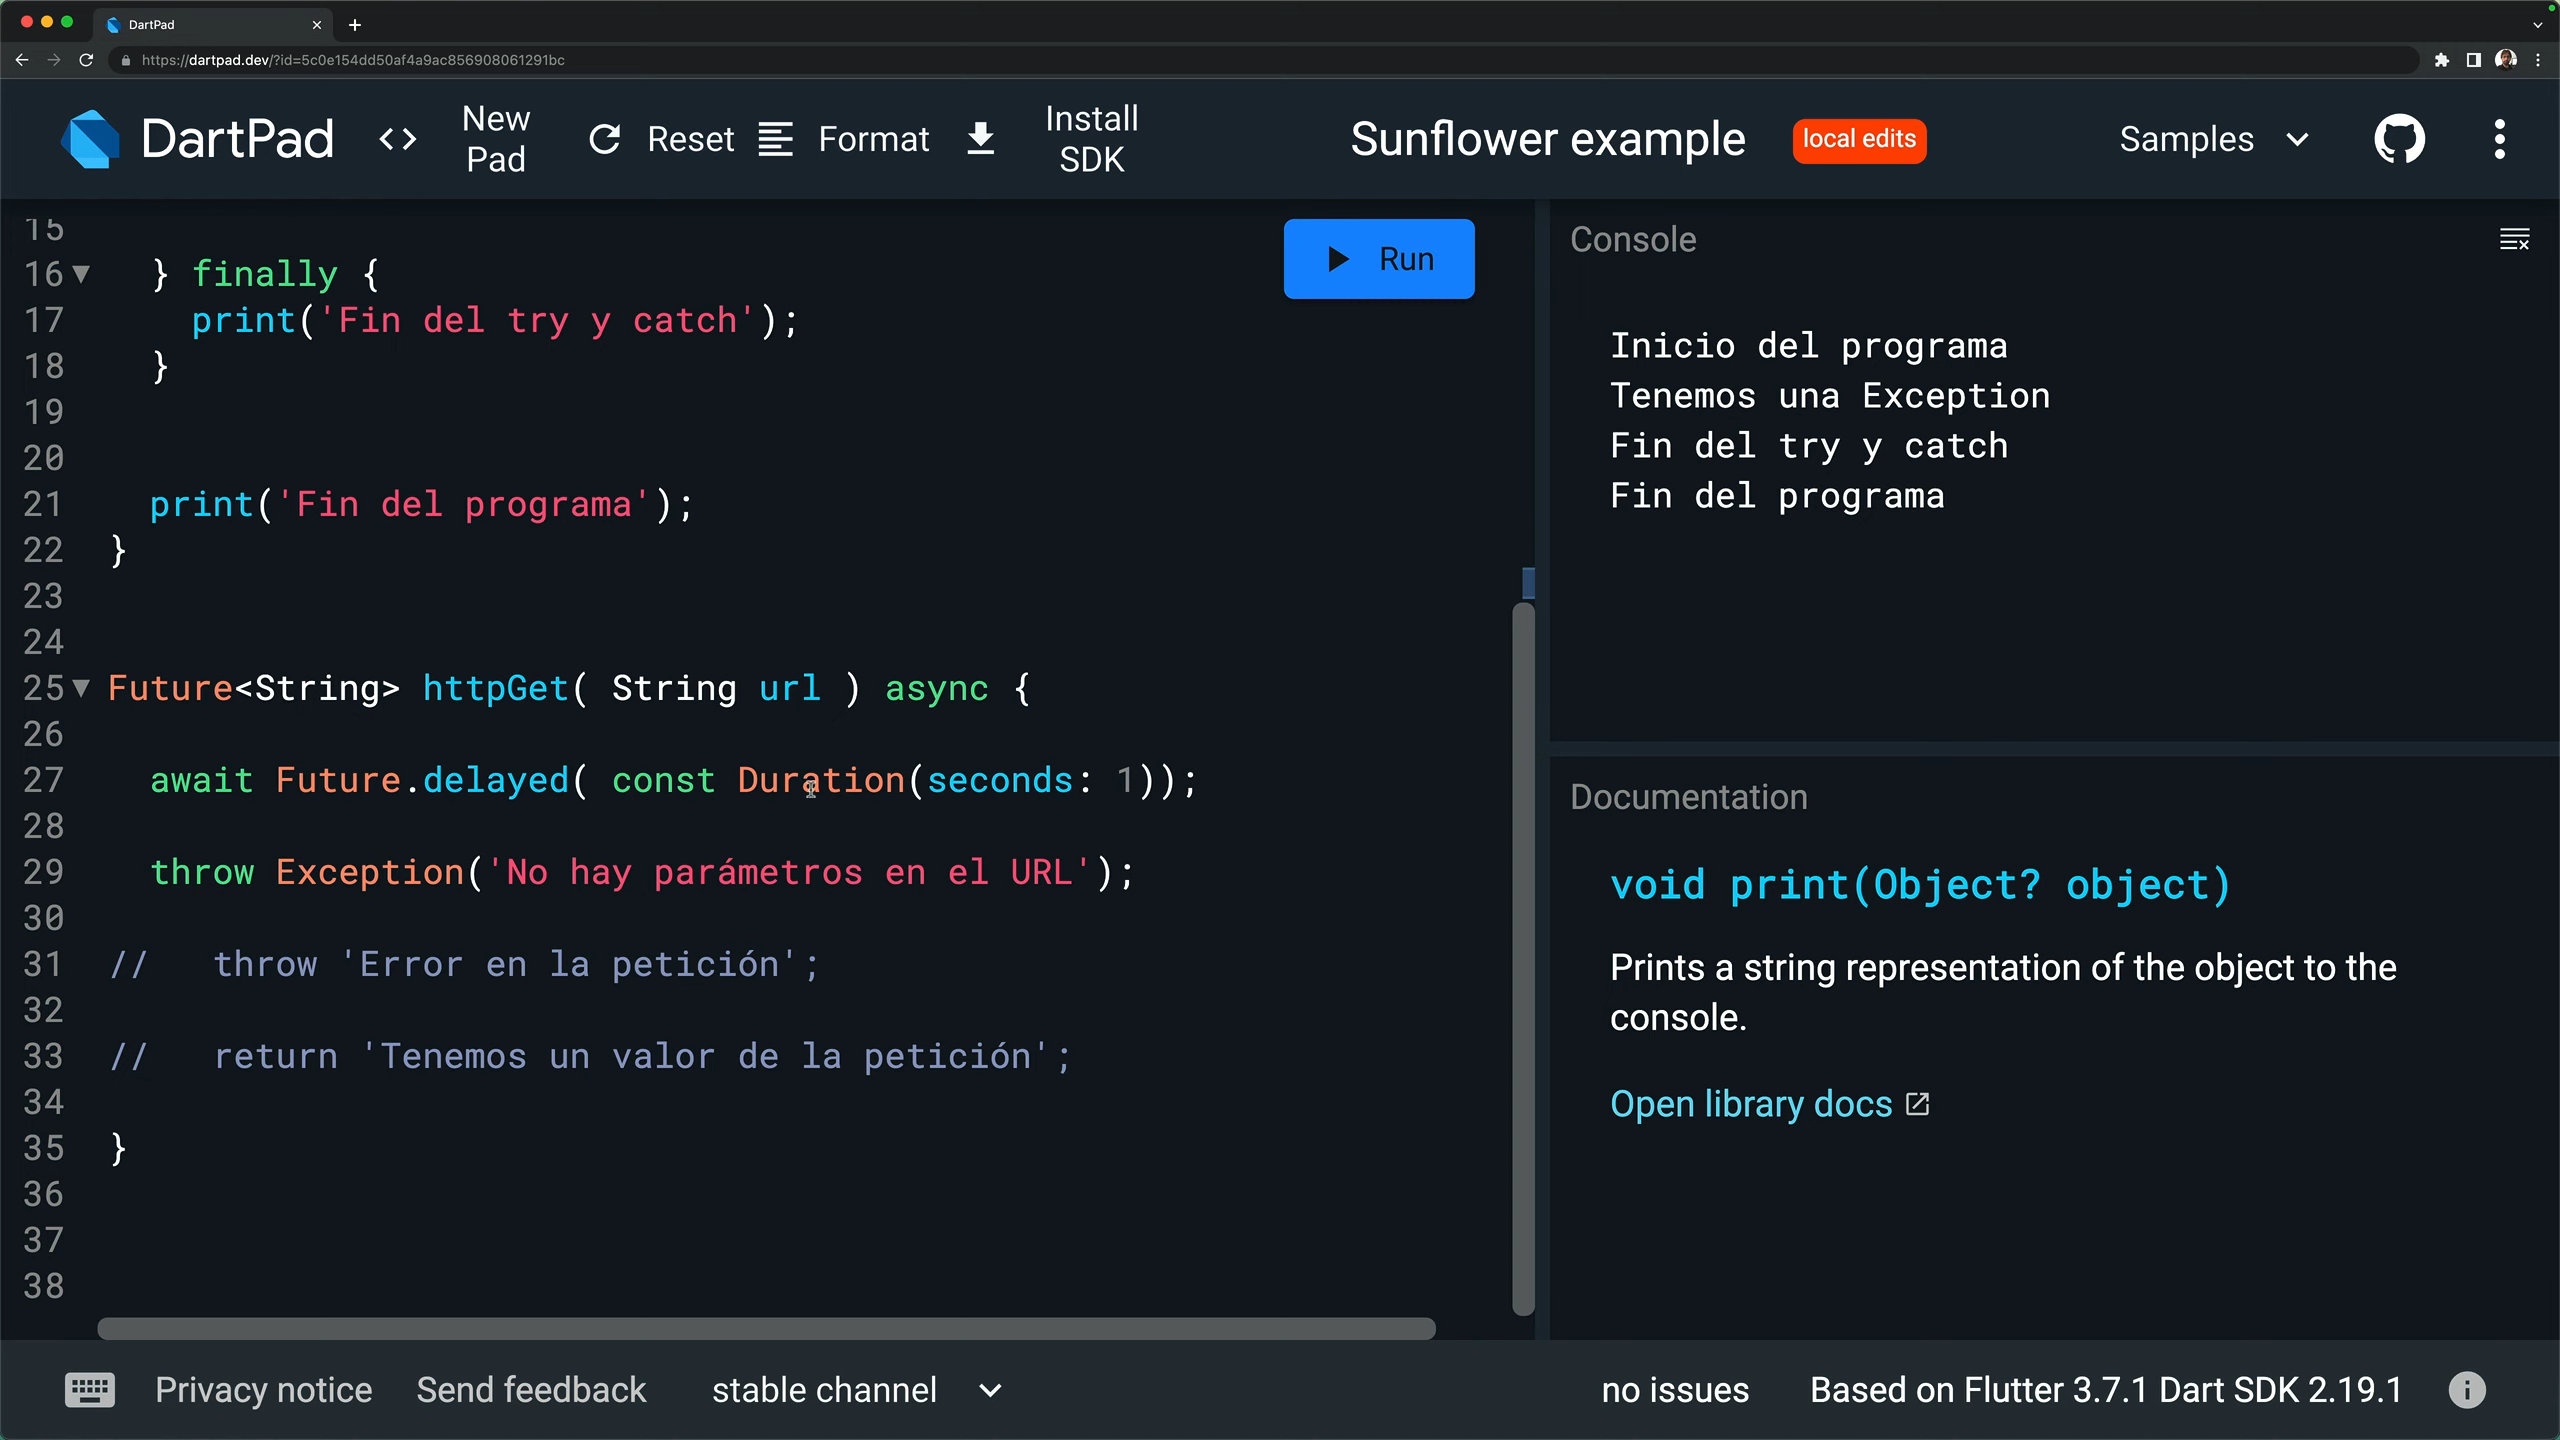 DartPad
https://dartpad.dev/?id=5c0e154dd50af4a9ac856908061291bc
DartPad
<> New Pad
Reset
Format
Install SDK
Sunflower example
local edits
Samples
Run
15
16 } finally {
17 print('Fin del try y catch');
18 }
19
20
21 print('Fin del programa');
22 }
23
24
25 Future<String> httpGet( String url ) async {
26
27 await Future.delayed( const Duration(seconds: 1));
28
29 throw Exception('No hay parámetros en el URL');
30
31 //   throw 'Error en la petición';
32
33 //   return 'Tenemos un valor de la petición';
34
35 }
36
37
38
Console
Inicio del programa
Tenemos una Exception
Fin del try y catch
Fin del programa
Documentation
void print(Object? object)
Prints a string representation of the object to the
console.
Open library docs
Privacy notice
Send feedback
stable channel
no issues
Based on Flutter 3.7.1 Dart SDK 2.19.1